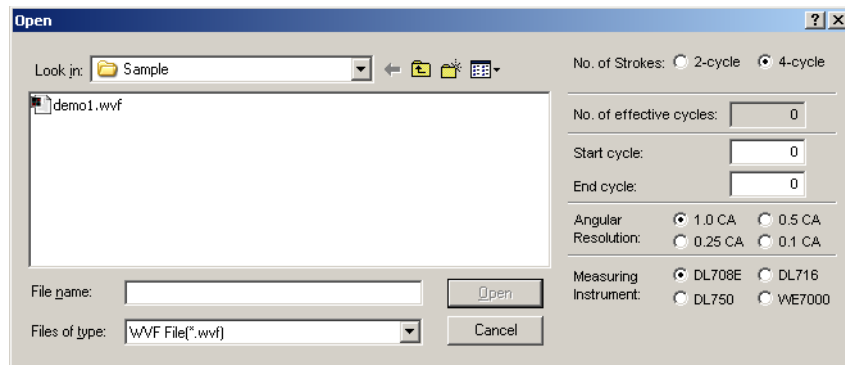 Open
Look in: Sample
demo1.wvf
File name:
Open
Files of type: WVF File(*.wvf)
Cancel
No. of Strokes: 2-cycle 4-cycle
No. of effective cycles: 0
Start cycle: 0
End cycle: 0
Angular 1.0 CA 0.5 CA
Resolution: 0.25 CA 0.1 CA
Measuring DL708E DL716
Instrument: DL750 WE7000